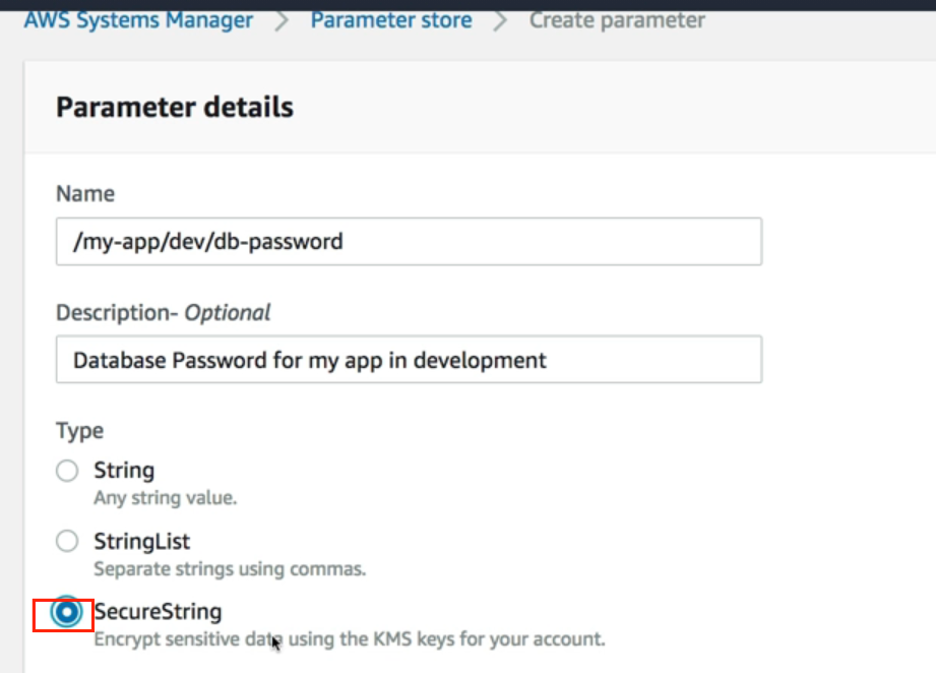 AWS Systems Manager > Parameter store > Create parameter
Parameter details
Name
/my-app/dev/db-password
Description- Optional
Database Password for my app in development
Type
String
Any string value.
StringList
Separate strings using commas.
SecureString
Encrypt sensitive data using the KMS keys for your account.